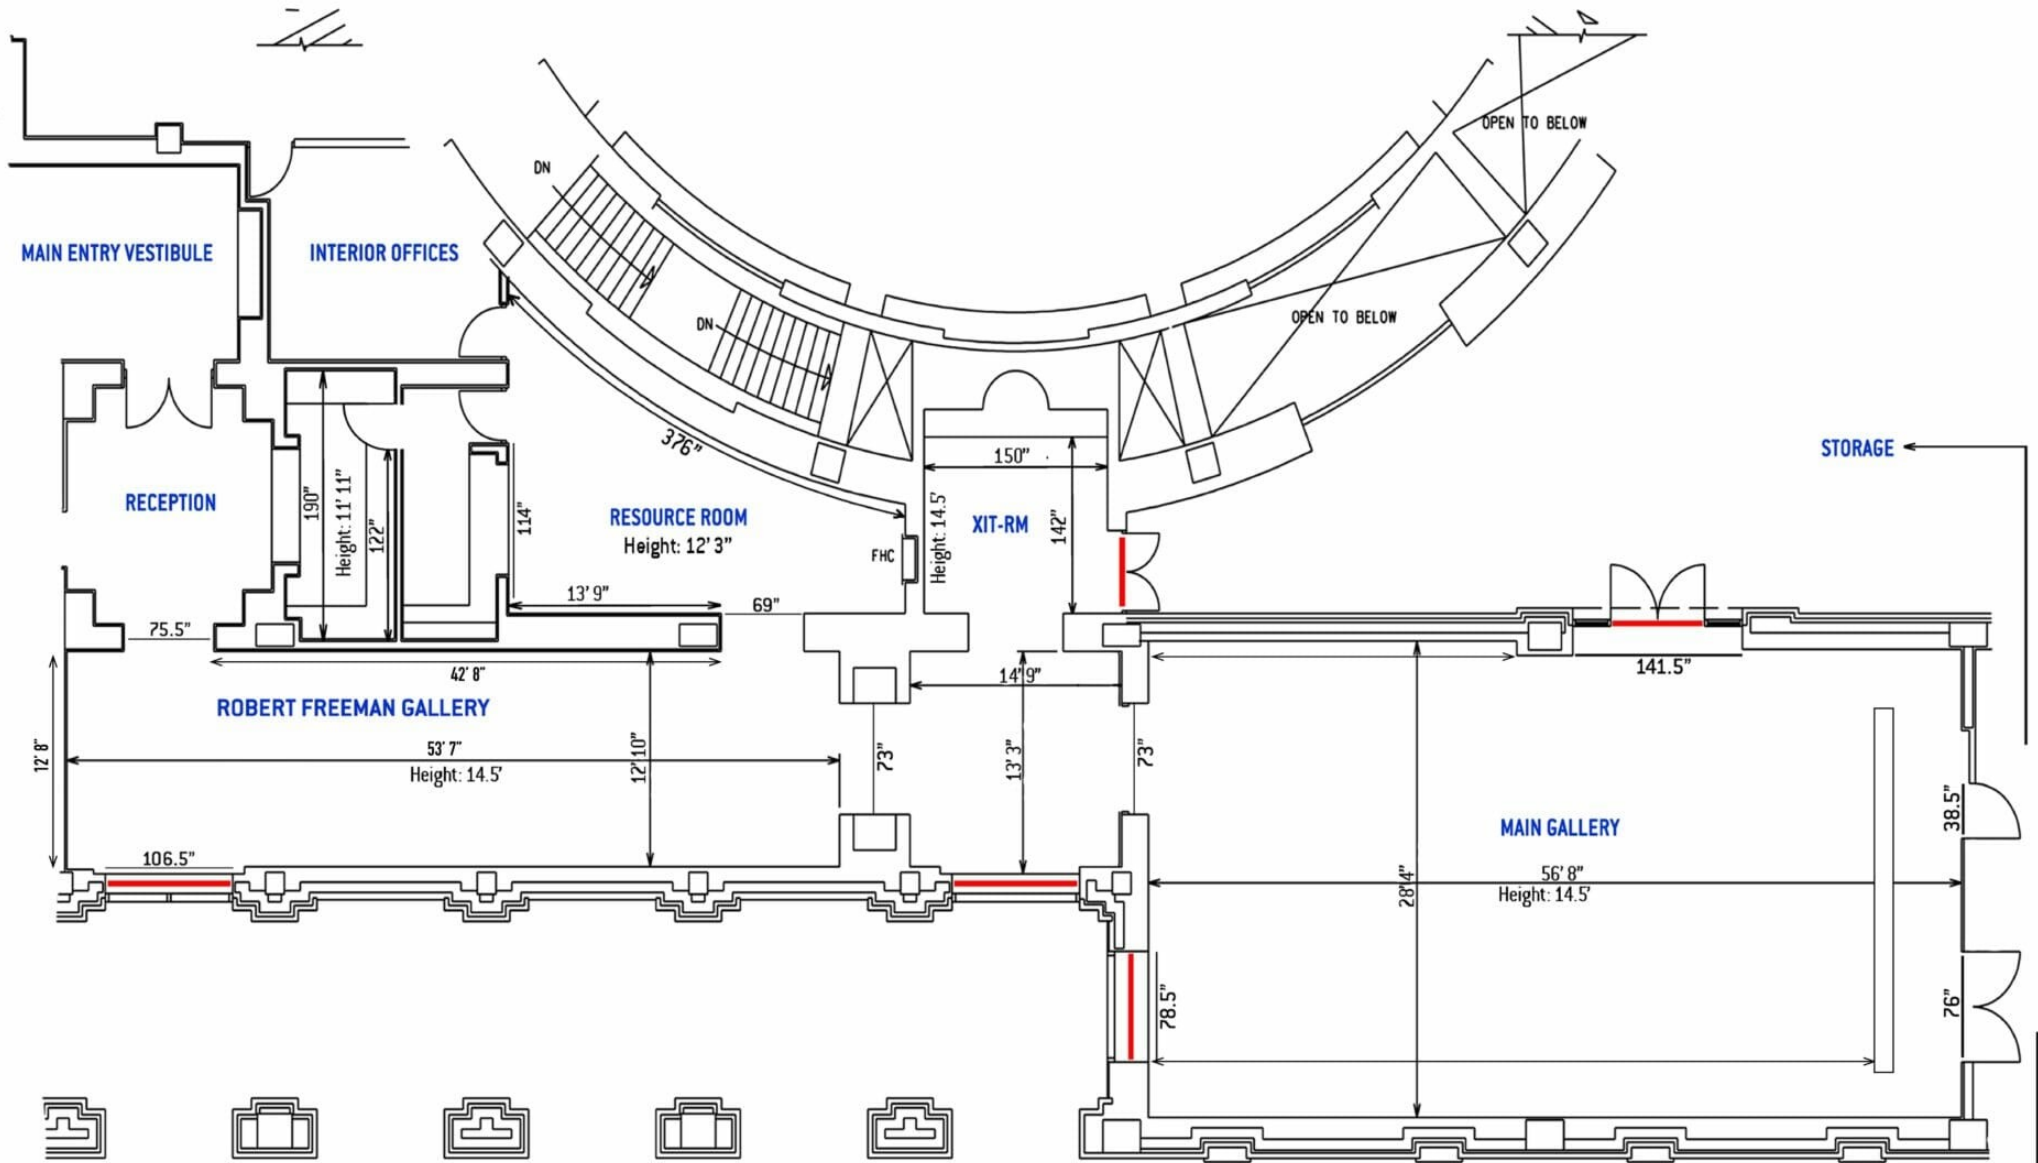 OPEN TO BELOW
DN
MAIN ENTRY VESTIBULE
INTERIOR OFFICES
DN
OPEN TO BELOW
376"
150"
STORAGE
RECEPTION
190"
Height: 11' 11"
122"
114"
RESOURCE ROOM
Height: 12' 3"
FHC
Height: 14.5'
XIT-RM
142"
13' 9"
69"
75.5"
42' 8"
14' 9"
141.5"
ROBERT FREEMAN GALLERY
12' 8"
53' 7"
Height: 14.5'
12' 10"
73"
13' 3"
73"
MAIN GALLERY
38.5"
106.5"
28' 4"
56' 8"
Height: 14.5'
78.5"
76"